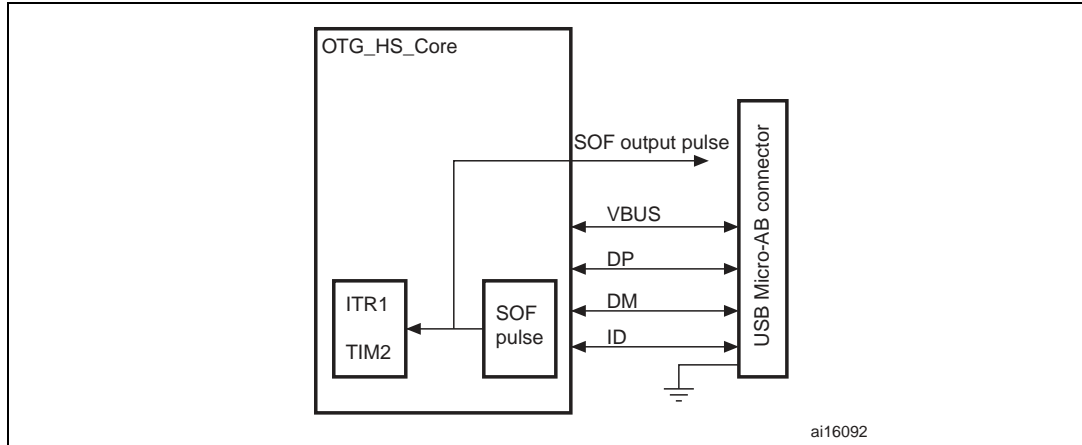 OTG_HS_Core
SOF output pulse
VBUS
DP
DM
ID
ITR1
TIM2
SOF
pulse
USB Micro-AB connector
ai16092